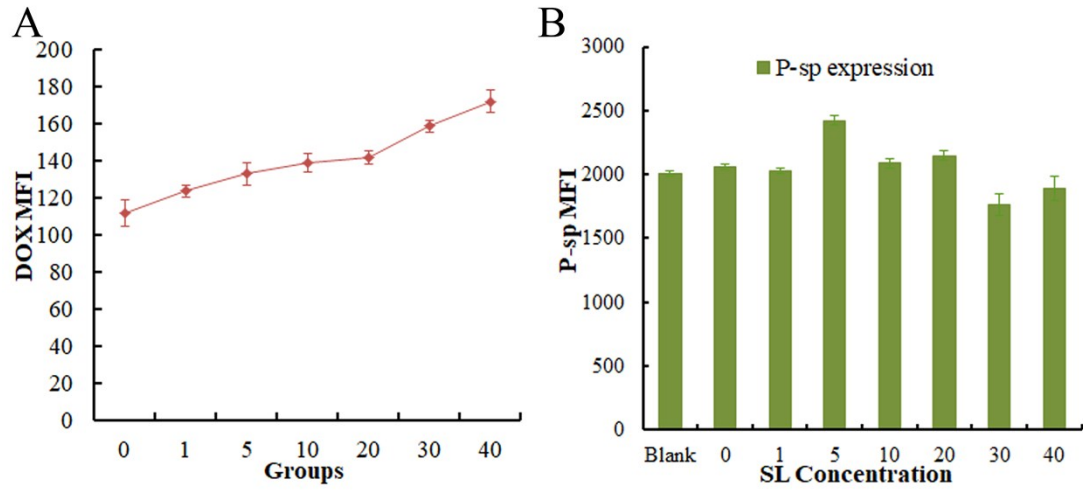 A
200
180
160
140
120
100
80
60
40
20
0
DOX MFI
0 1 5 10 20 30 40
Groups
B
3000
2500
2000
1500
1000
500
0
P-sp MFI
P-sp expression
Blank 0 1 5 10 20 30 40
SL Concentration